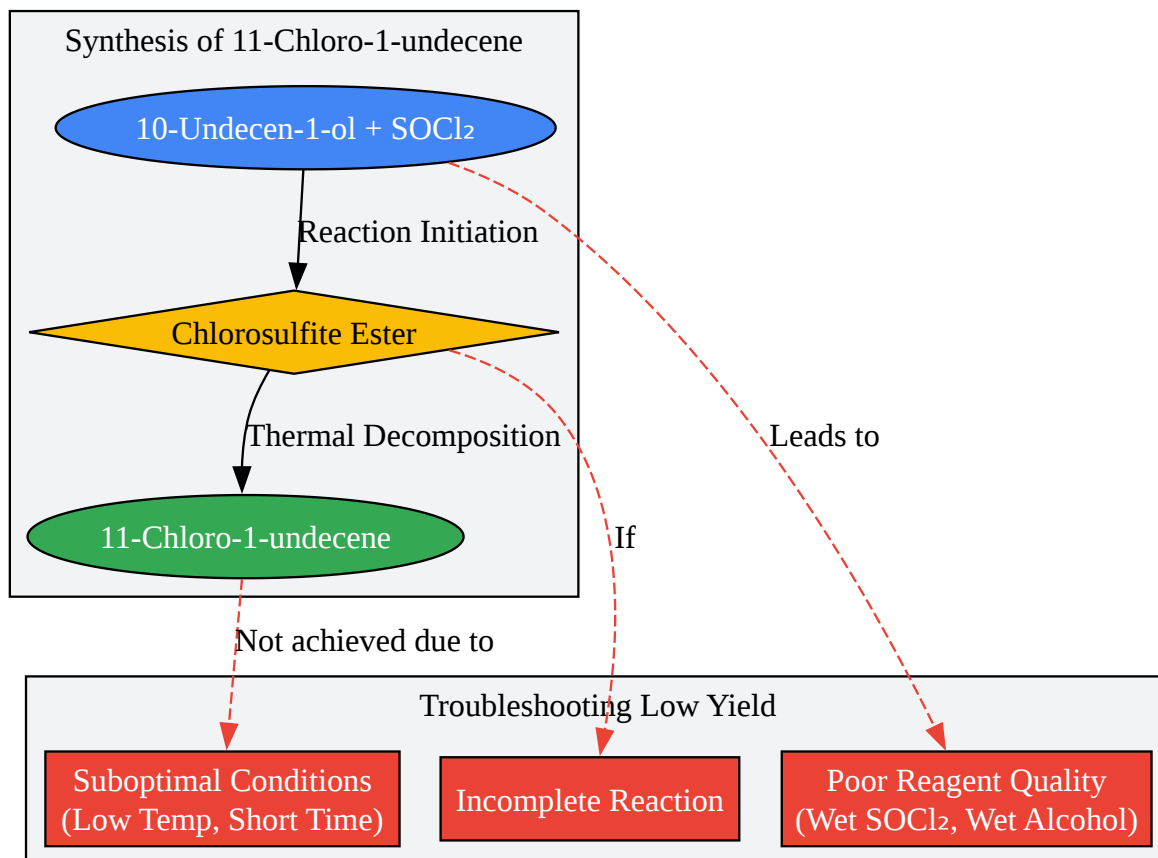 Synthesis of 11-Chloro-1-undecene
10-Undecen-1-ol + SOCl₂
Reaction Initiation
Chlorosulfite Ester
Thermal Decomposition
Leads to
11-Chloro-1-undecene
If
Not achieved due to
Troubleshooting Low Yield
Suboptimal Conditions
(Low Temp, Short Time)
Incomplete Reaction
Poor Reagent Quality
(Wet SOCl₂, Wet Alcohol)